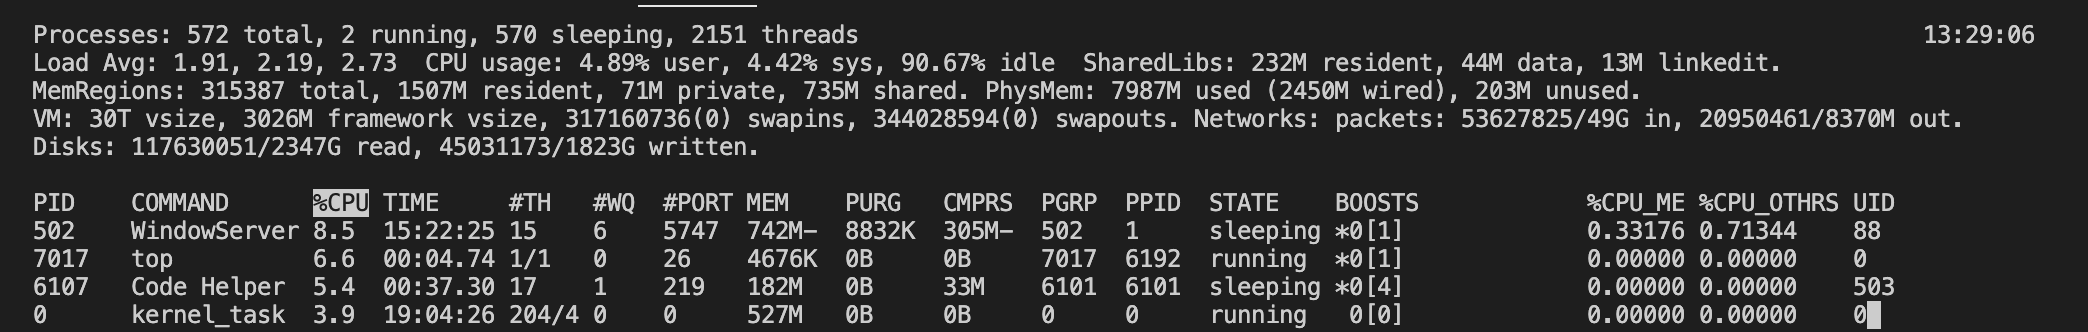 Processes: 572 total, 2 running, 570 sleeping, 2151 threads 13:29:06
Load Avg: 1.91, 2.19, 2.73  CPU usage: 4.89% user, 4.42% sys, 90.67% idle  SharedLibs: 232M resident, 44M data, 13M linkedit.
MemRegions: 315387 total, 1507M resident, 71M private, 735M shared. PhysMem: 7987M used (2450M wired), 203M unused.
VM: 30T vsize, 3026M framework vsize, 317160736(0) swapins, 344028594(0) swapouts. Networks: packets: 53627825/49G in, 20950461/8370M out.
Disks: 117630051/2347G read, 45031173/1823G written.
PID    COMMAND      %CPU TIME     #TH   #WQ  #PORT MEM    PURG   CMPRS  PGRP  PPID  STATE    BOOSTS            %CPU_ME %CPU_OTHRS UID
502    WindowServer 8.5  15:22:25 15    6    5747  742M-  8832K  305M-  502   1     sleeping *0[1]             0.33176 0.71344    88
7017   top          6.6  00:04.74 1/1   0    26    4676K  0B     0B     7017  6192  running  *0[1]             0.00000 0.00000    0
6107   Code Helper  5.4  00:37.30 17    1    219   182M   0B     33M    6101  6101  sleeping *0[4]             0.00000 0.00000    503
0      kernel_task  3.9  19:04:26 204/4 0    0     527M   0B     0B     0     0     running   0[0]             0.00000 0.00000    0